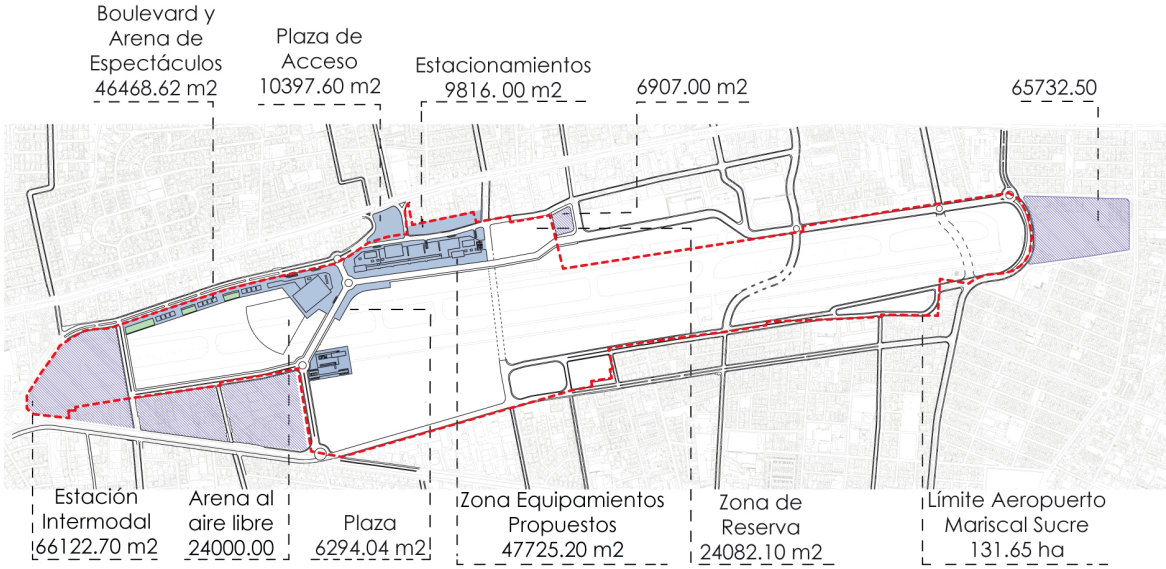 Boulevard y
Arena de
Espectáculos
46468.62 m2
Plaza de
Acceso
10397.60 m2
Estacionamientos
9816. 00 m2
6907.00 m2
65732.50
Estación
Intermodal
66122.70 m2
Arena al
aire libre
24000.00
Plaza
6294.04 m2
Zona Equipamientos
Propuestos
47725.20 m2
Zona de
Reserva
24082.10 m2
Límite Aeropuerto
Mariscal Sucre
131.65 ha